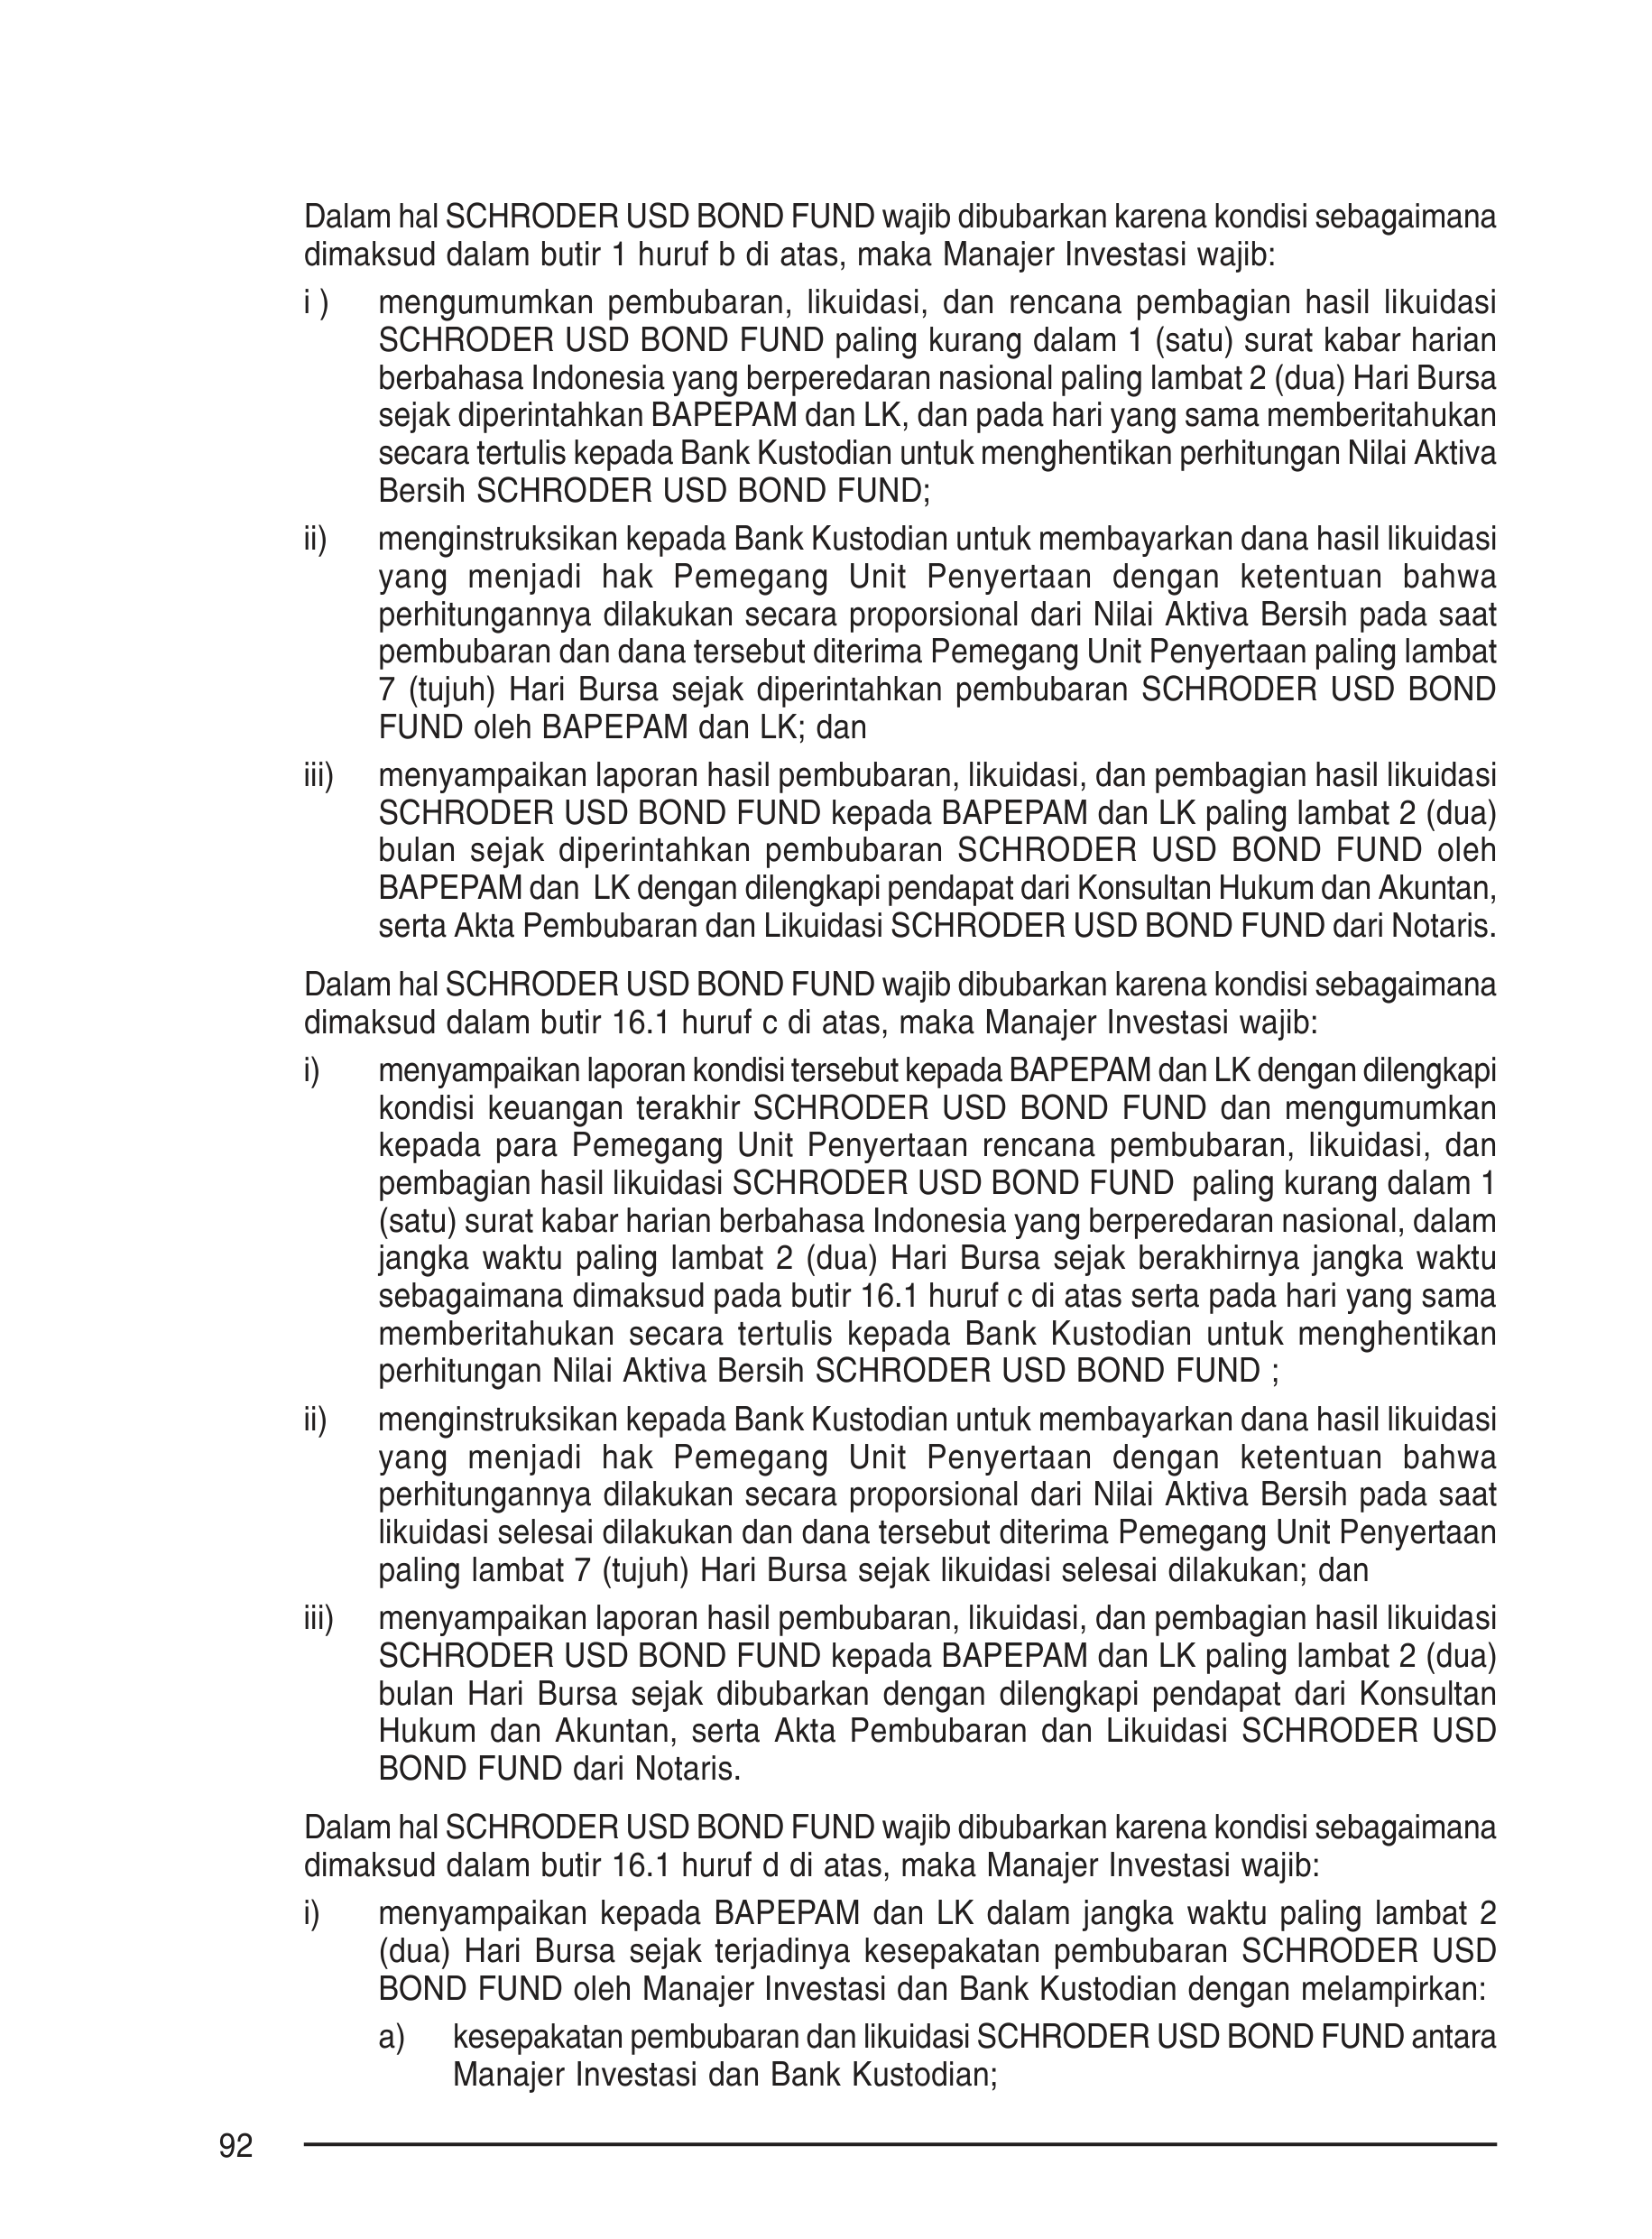 Dalam hal SCHRODER USD BOND FUND wajib dibubarkan karena kondisi sebagaimana
dimaksud dalam butir 1 huruf b di atas, maka Manajer Investasi wajib:
i ) mengumumkan pembubaran, likuidasi, dan rencana pembagian hasil likuidasi
SCHRODER USD BOND FUND paling kurang dalam 1 (satu) surat kabar harian
berbahasa Indonesia yang berperedaran nasional paling lambat 2 (dua) Hari Bursa
sejak diperintahkan BAPEPAM dan LK, dan pada hari yang sama memberitahukan
secara tertulis kepada Bank Kustodian untuk menghentikan perhitungan Nilai Aktiva
Bersih SCHRODER USD BOND FUND;
ii) menginstruksikan kepada Bank Kustodian untuk membayarkan dana hasil likuidasi
yang menjadi hak Pemegang Unit Penyertaan dengan ketentuan bahwa
perhitungannya dilakukan secara proporsional dari Nilai Aktiva Bersih pada saat
pembubaran dan dana tersebut diterima Pemegang Unit Penyertaan paling lambat
7 (tujuh) Hari Bursa sejak diperintahkan pembubaran SCHRODER USD BOND
FUND oleh BAPEPAM dan LK; dan
iii) menyampaikan laporan hasil pembubaran, likuidasi, dan pembagian hasil likuidasi
SCHRODER USD BOND FUND kepada BAPEPAM dan LK paling lambat 2 (dua)
bulan sejak diperintahkan pembubaran SCHRODER USD BOND FUND oleh
BAPEPAM dan LK dengan dilengkapi pendapat dari Konsultan Hukum dan Akuntan,
serta Akta Pembubaran dan Likuidasi SCHRODER USD BOND FUND dari Notaris.
Dalam hal SCHRODER USD BOND FUND wajib dibubarkan karena kondisi sebagaimana
dimaksud dalam butir 16.1 huruf c di atas, maka Manajer Investasi wajib:
i) menyampaikan laporan kondisi tersebut kepada BAPEPAM dan LK dengan dilengkapi
kondisi keuangan terakhir SCHRODER USD BOND FUND dan mengumumkan
kepada para Pemegang Unit Penyertaan rencana pembubaran, likuidasi, dan
pembagian hasil likuidasi SCHRODER USD BOND FUND paling kurang dalam 1
(satu) surat kabar harian berbahasa Indonesia yang berperedaran nasional, dalam
jangka waktu paling lambat 2 (dua) Hari Bursa sejak berakhirnya jangka waktu
sebagaimana dimaksud pada butir 16.1 huruf c di atas serta pada hari yang sama
memberitahukan secara tertulis kepada Bank Kustodian untuk menghentikan
perhitungan Nilai Aktiva Bersih SCHRODER USD BOND FUND ;
ii) menginstruksikan kepada Bank Kustodian untuk membayarkan dana hasil likuidasi
yang menjadi hak Pemegang Unit Penyertaan dengan ketentuan bahwa
perhitungannya dilakukan secara proporsional dari Nilai Aktiva Bersih pada saat
likuidasi selesai dilakukan dan dana tersebut diterima Pemegang Unit Penyertaan
paling lambat 7 (tujuh) Hari Bursa sejak likuidasi selesai dilakukan; dan
iii) menyampaikan laporan hasil pembubaran, likuidasi, dan pembagian hasil likuidasi
SCHRODER USD BOND FUND kepada BAPEPAM dan LK paling lambat 2 (dua)
bulan Hari Bursa sejak dibubarkan dengan dilengkapi pendapat dari Konsultan
Hukum dan Akuntan, serta Akta Pembubaran dan Likuidasi SCHRODER USD
BOND FUND dari Notaris.
Dalam hal SCHRODER USD BOND FUND wajib dibubarkan karena kondisi sebagaimana
dimaksud dalam butir 16.1 huruf d di atas, maka Manajer Investasi wajib:
i) menyampaikan kepada BAPEPAM dan LK dalam jangka waktu paling lambat 2
(dua) Hari Bursa sejak terjadinya kesepakatan pembubaran SCHRODER USD
BOND FUND oleh Manajer Investasi dan Bank Kustodian dengan melampirkan:
a) kesepakatan pembubaran dan likuidasi SCHRODER USD BOND FUND antara
Manajer Investasi dan Bank Kustodian;
92